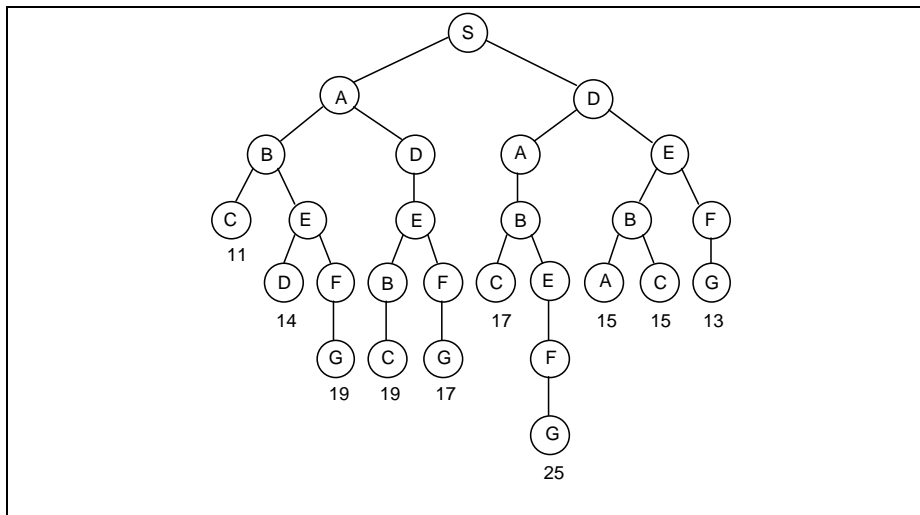 S
A D
B D A E
C E E B B F
11
D F B F C E A C G
14 17 15 15 13
G C G F
19 19 17
G
25